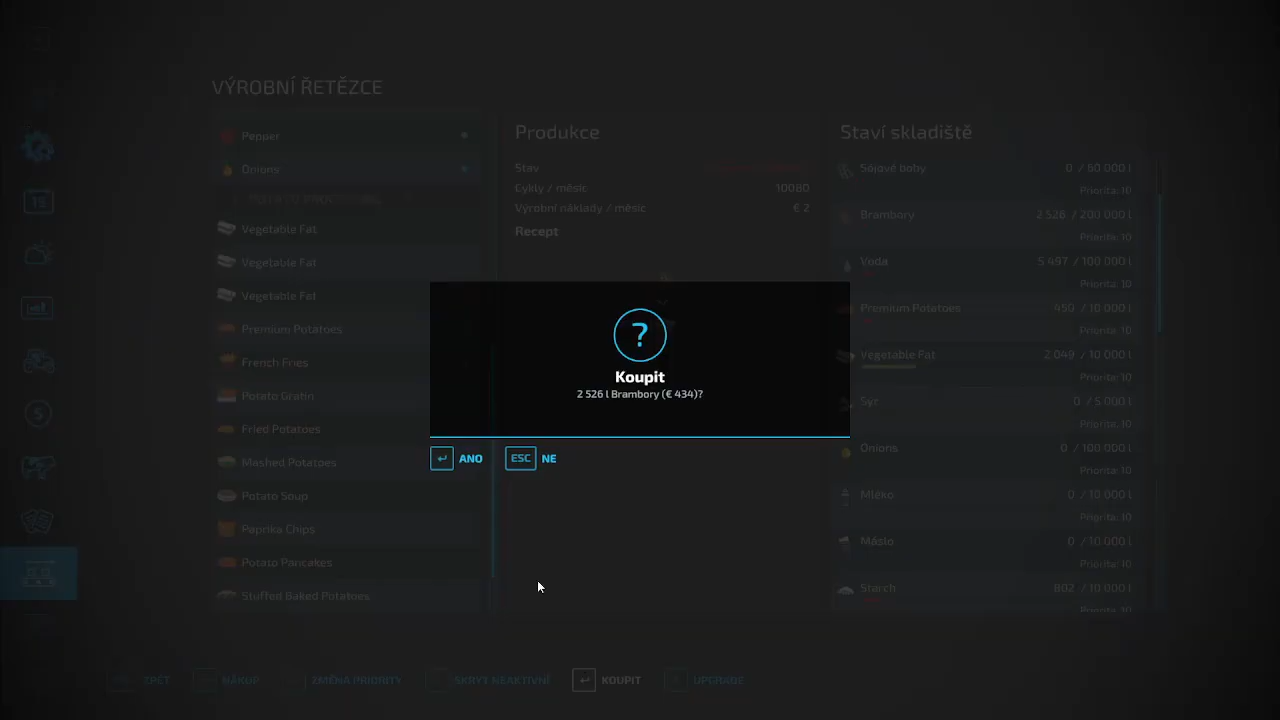 VÝROBNÍ ŘETĚZCE
Pepper
Onions
Vegetable Fat
Vegetable Fat
Vegetable Fat
Premium Potatoes
French Fries
Potato Gratin
Fried Potatoes
Mashed Potatoes
Potato Soup
Paprika Chips
Potato Pancakes
Stuffed Baked Potatoes
Produkce
Stav
Cykly / měsíc 10080
Výrobní náklady / měsíc € 2
Recept
Staví skladiště
Sójové boby 0 / 60 000 l
Priorita: 10
Brambory 2 526 / 200 000 l
Priorita: 10
Voda 5 497 / 100 000 l
Priorita: 10
Premium Potatoes 450 / 10 000 l
Priorita: 10
Vegetable Fat 2 049 / 10 000 l
Priorita: 10
Sýr 0 / 5 000 l
Priorita: 10
Onions 0 / 100 000 l
Priorita: 10
Mléko 0 / 10 000 l
Priorita: 10
Máslo 0 / 10 000 l
Priorita: 10
Starch 802 / 10 000 l
Priorita: 10
?
Koupit
2 526 l Brambory (€ 434)?
ANO
ESC NE
15
$
ZPĚT
NÁKUP
ZMĚNA PRIORITY
SKRÝT NEAKTIVNÍ
KOUPIT
UPGRADE